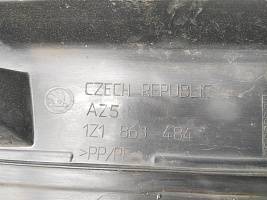 CZECH REPUBLIC
AZ5
1Z1 863 484
>PP/PE